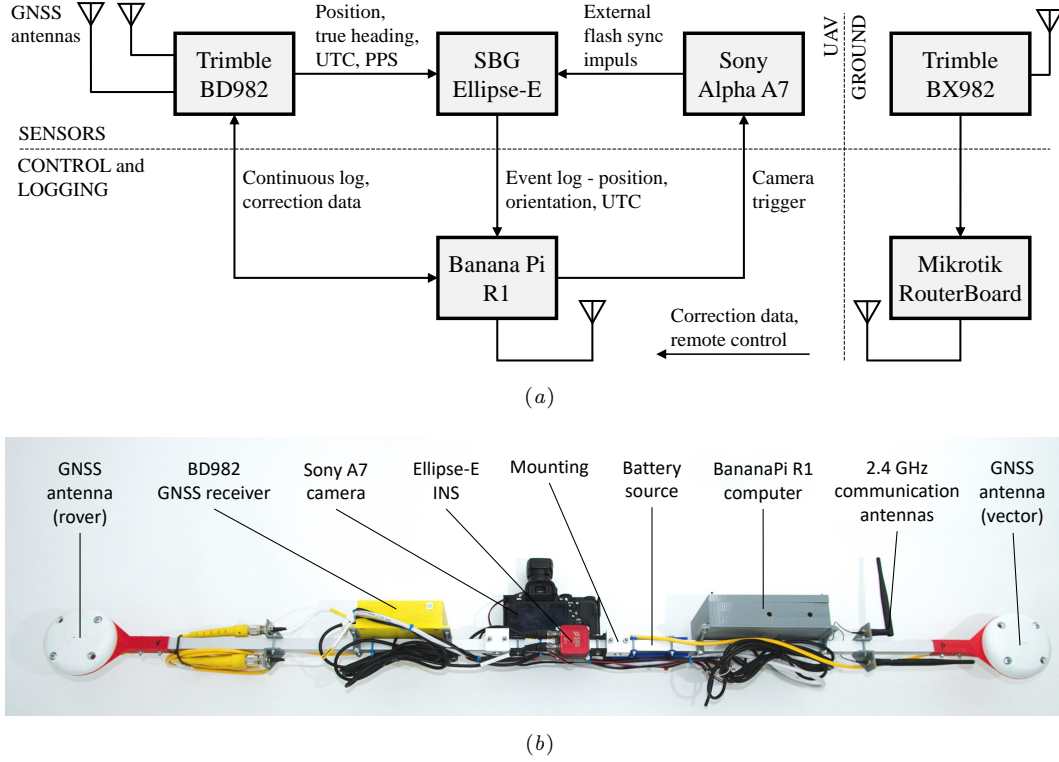 GNSS
antennas
Position,
true heading,
UTC, PPS
External
flash sync
impuls
UAV
GROUND
Trimble
BD982
SBG
Ellipse-E
Sony
Alpha A7
Trimble
BX982
SENSORS
CONTROL and
LOGGING
Continuous log,
correction data
Event log - position,
orientation, UTC
Camera
trigger
Banana Pi
R1
Mikrotik
RouterBoard
Correction data,
remote control
(a)
GNSS
antenna
(rover)
BD982
GNSS receiver
Sony A7
camera
Ellipse-E
INS
Mounting
Battery
source
BananaPi R1
computer
2.4 GHz
communication
antennas
GNSS
antenna
(vector)
(b)